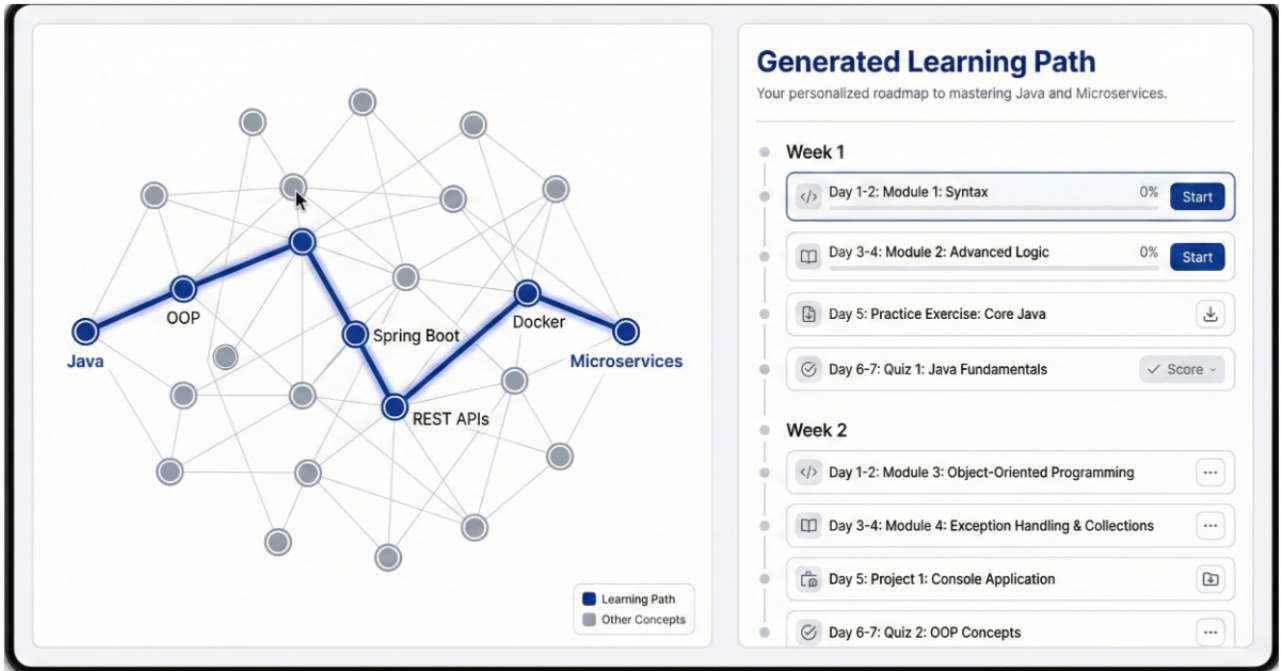 OOP
Java
Spring Boot
Docker
Microservices
REST APIs
Learning Path
Other Concepts
Generated Learning Path
Your personalized roadmap to mastering Java and Microservices.
Week 1
Day 1-2: Module 1: Syntax 0% Start
Day 3-4: Module 2: Advanced Logic 0% Start
Day 5: Practice Exercise: Core Java
Day 6-7: Quiz 1: Java Fundamentals Score
Week 2
Day 1-2: Module 3: Object-Oriented Programming
Day 3-4: Module 4: Exception Handling & Collections
Day 5: Project 1: Console Application
Day 6-7: Quiz 2: OOP Concepts